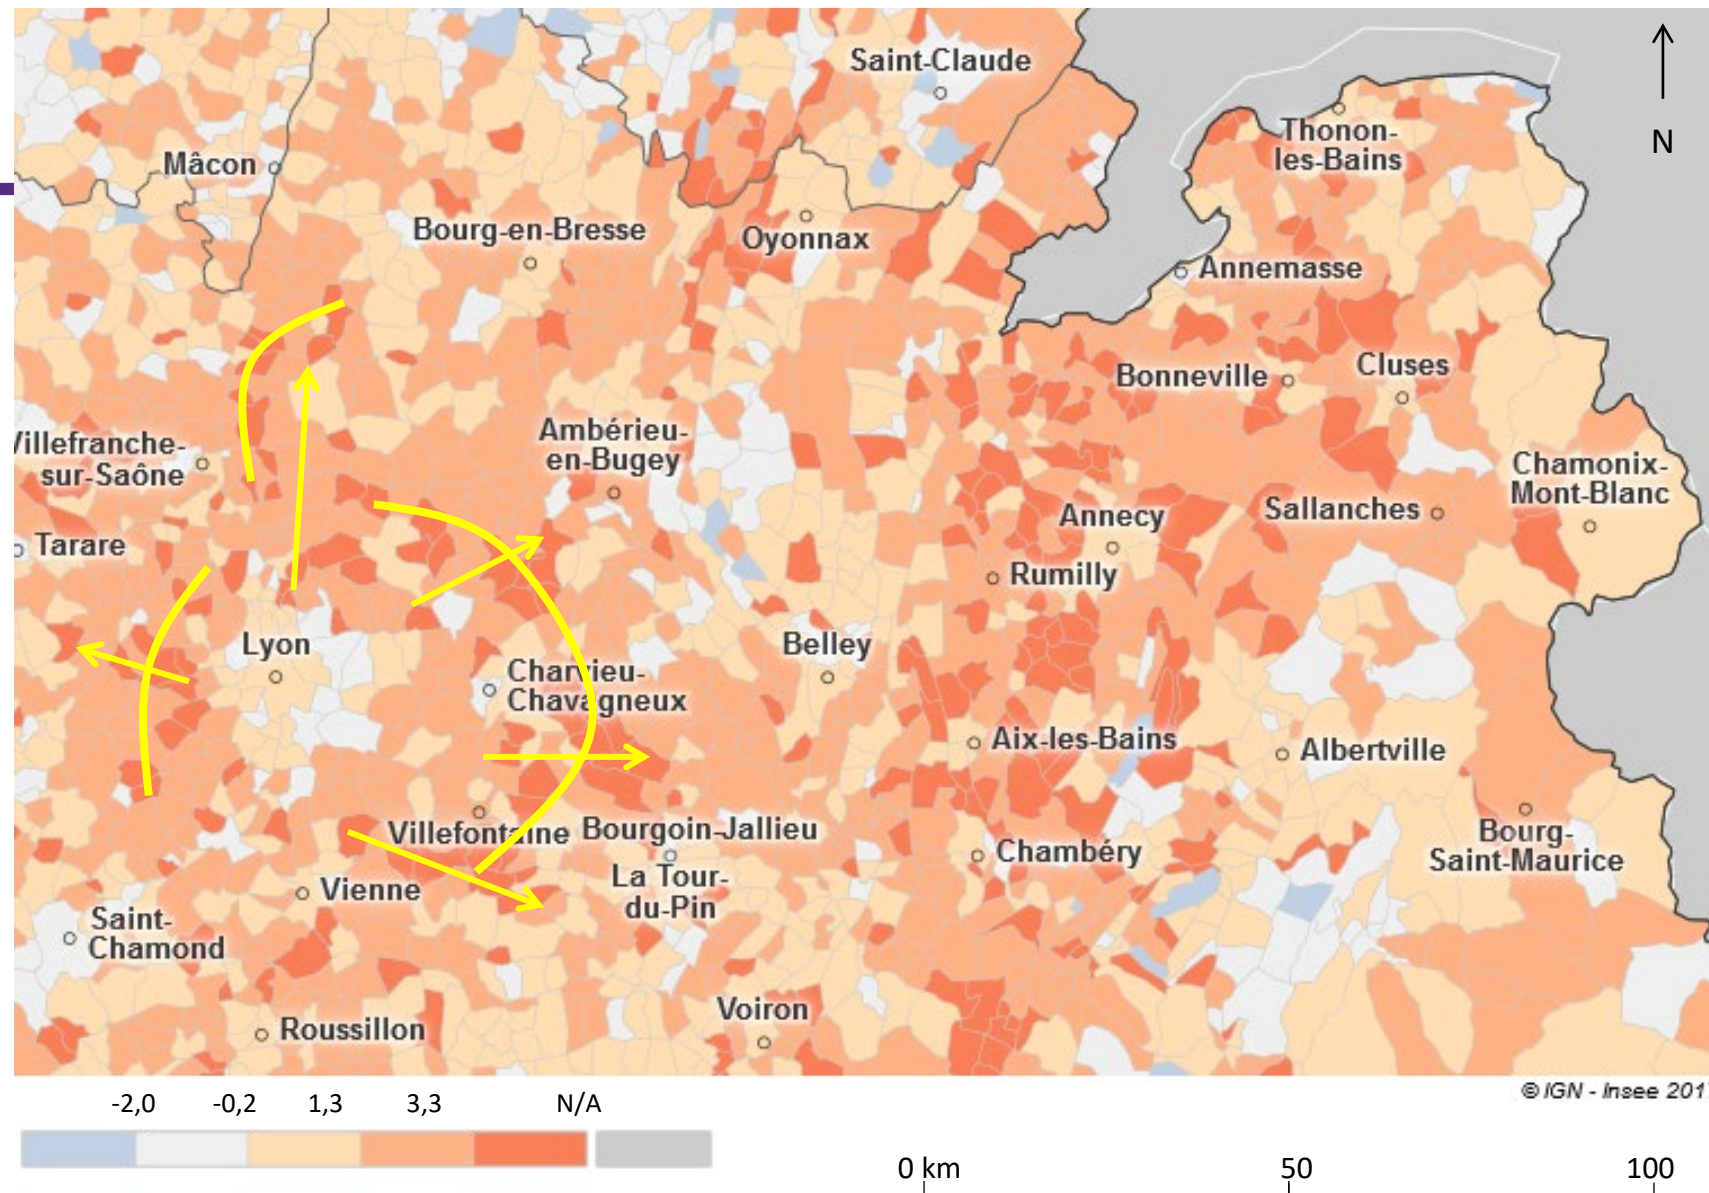 Saint-Claude
N
Thonon-
les-Bains
Mâcon
Bourg-en-Bresse
Oyonnax
Annemasse
Bonneville
Cluses
Villefranche-
sur-Saône
Ambérieu-
en-Bugey
Chamonix-
Mont-Blanc
Sallanches
Annecy
Tarare
Rumilly
Lyon
Belley
Charvieu-
Chavagneux
Aix-les-Bains
Albertville
Villefontaine
Bourgoin-Jallieu
Chambéry
Bourg-
Saint-Maurice
La Tour-
du-Pin
Vienne
Saint-
Chamond
Voiron
Roussillon
© IGN - Insee 201
-2,0 -0,2 1,3 3,3 N/A
0 km 50 100